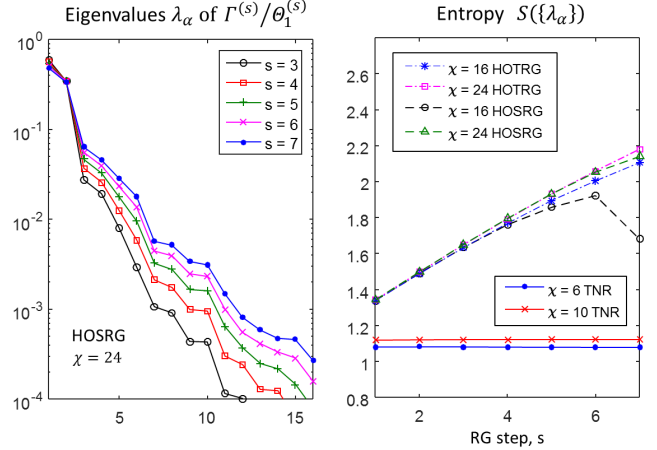 Eigenvalues λ_α of Γ^(s)/Θ_1^(s)
10^0
10^-1
10^-2
10^-3
10^-4
5
10
15
s = 3
s = 4
s = 5
s = 6
s = 7
HOSRG
χ = 24
Entropy S({λ_α})
2.6
2.4
2.2
2
1.8
1.6
1.4
1.2
1
0.8
2
4
6
RG step, s
χ = 16 HOTRG
χ = 24 HOTRG
χ = 16 HOSRG
χ = 24 HOSRG
χ = 6 TNR
χ = 10 TNR